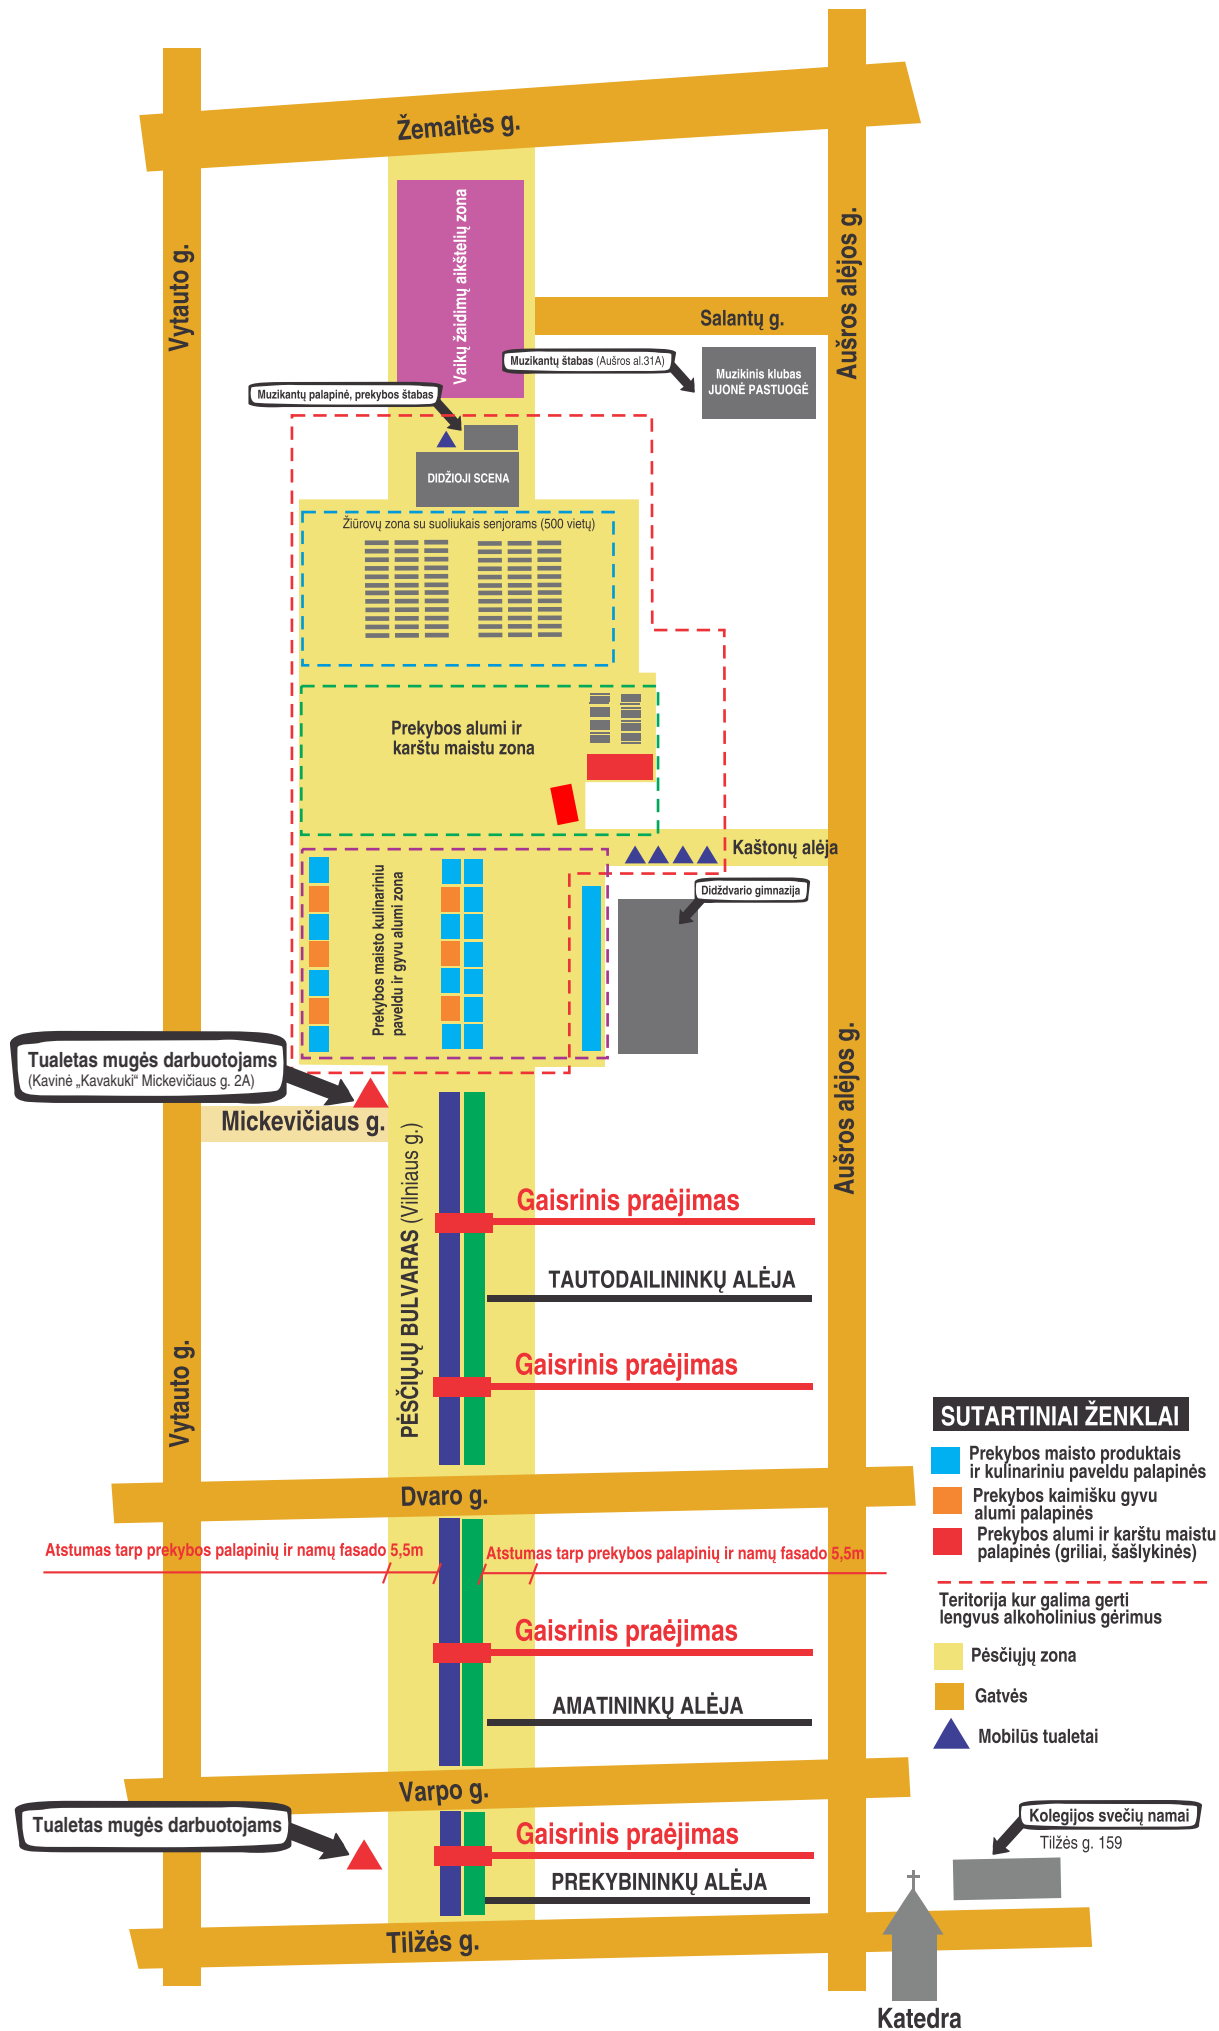 Žemaitės g.
Vytauto g.
Aušros alėjos g.
Vaikų žaidimų aikštelių zona
Salantų g.
Muzikantų štabas (Aušros al.31A)
Muzikinis klubas
JUONĖ PASTUOGĖ
Muzikantų palapinė, prekybos štabas
DIDŽIOJI SCENA
Žiūrovų zona su suoliukais senjorams (500 vietų)
Prekybos alumi ir
karštu maistu zona
Kaštonų alėja
Prekybos maisto kulinariniu
paveldu ir gyvu alumi zona
Didždvario gimnazija
Tualetas mugės darbuotojams
(Kavinė „Kavakuki“ Mickevičiaus g. 2A)
Mickevičiaus g.
Aušros alėjos g.
PĖSČIŲJŲ BULVARAS (Vilniaus g.)
Gaisrinis praėjimas
TAUTODAILININKŲ ALĖJA
Gaisrinis praėjimas
Vytauto g.
Dvaro g.
Atstumas tarp prekybos palapinių ir namų fasado 5,5m
Atstumas tarp prekybos palapinių ir namų fasado 5,5m
Gaisrinis praėjimas
AMATININKŲ ALĖJA
Varpo g.
Tualetas mugės darbuotojams
Gaisrinis praėjimas
PREKYBININKŲ ALĖJA
Tilžės g.
SUTARTINIAI ŽENKLAI
Prekybos maisto produktais
ir kulinariniu paveldu palapinės
Prekybos kaimišku gyvu
alumi palapinės
Prekybos alumi ir karštu maistu
palapinės (griliai, šašlykinės)
Teritorija kur galima gerti
lengvus alkoholinius gėrimus
Pėsčiųjų zona
Gatvės
Mobilūs tualetai
Kolegijos svečių namai
Tilžės g. 159
Katedra